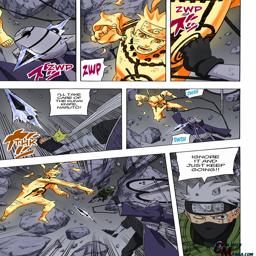 ZWP
ZWP
ZWP
I'LL TAKE
CARE OF
THE KUNAI
KNIFE,
NARUTO!!
SWSH
SWSH
IGNORE
IT AND
JUST KEEP
GOING!!